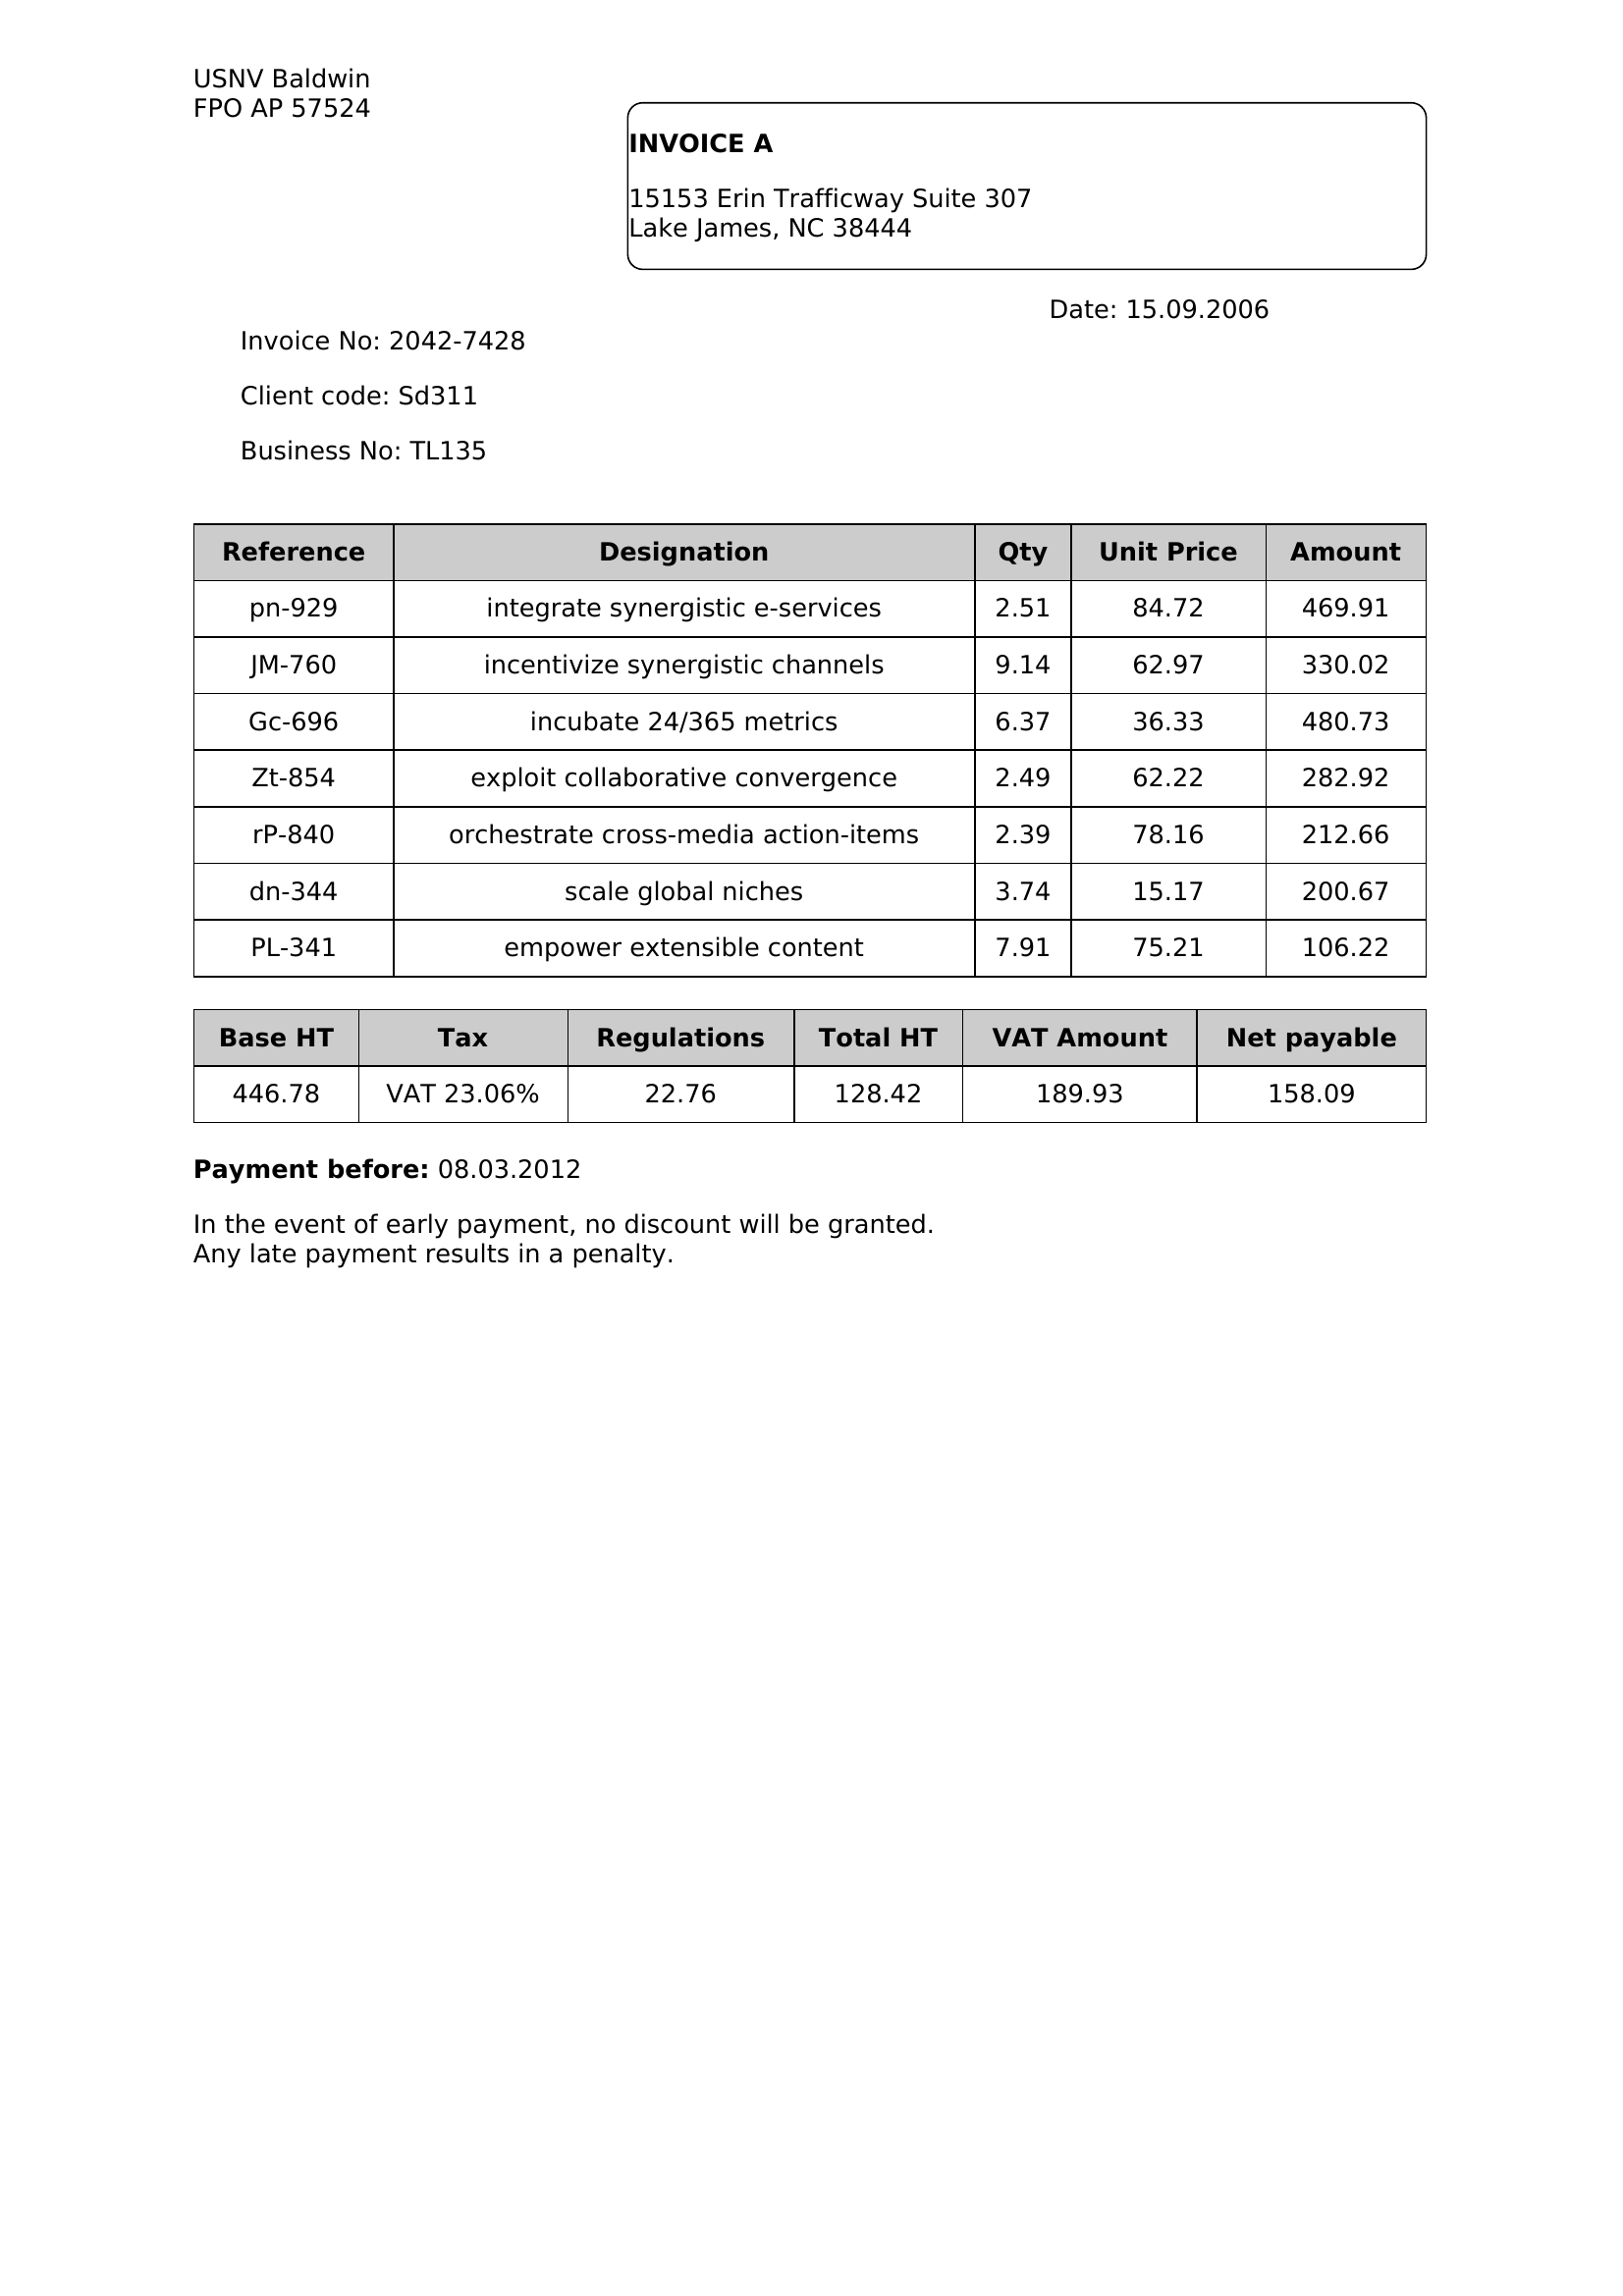 USNV Baldwin
FPO AP 57524
INVOICE A
15153 Erin Trafficway Suite 307
Lake James, NC 38444
Date: 15.09.2006
Invoice No: 2042-7428
Client code: Sd311
Business No: TL135
Reference Designation Qty Unit Price Amount
pn-929 integrate synergistic e-services 2.51 84.72 469.91
JM-760 incentivize synergistic channels 9.14 62.97 330.02
Gc-696 incubate 24/365 metrics 6.37 36.33 480.73
Zt-854 exploit collaborative convergence 2.49 62.22 282.92
rP-840 orchestrate cross-media action-items 2.39 78.16 212.66
dn-344 scale global niches 3.74 15.17 200.67
PL-341 empower extensible content 7.91 75.21 106.22
Base HT Tax Regulations Total HT VAT Amount Net payable
446.78 VAT 23.06% 22.76 128.42 189.93 158.09
Payment before: 08.03.2012
In the event of early payment, no discount will be granted.
Any late payment results in a penalty.